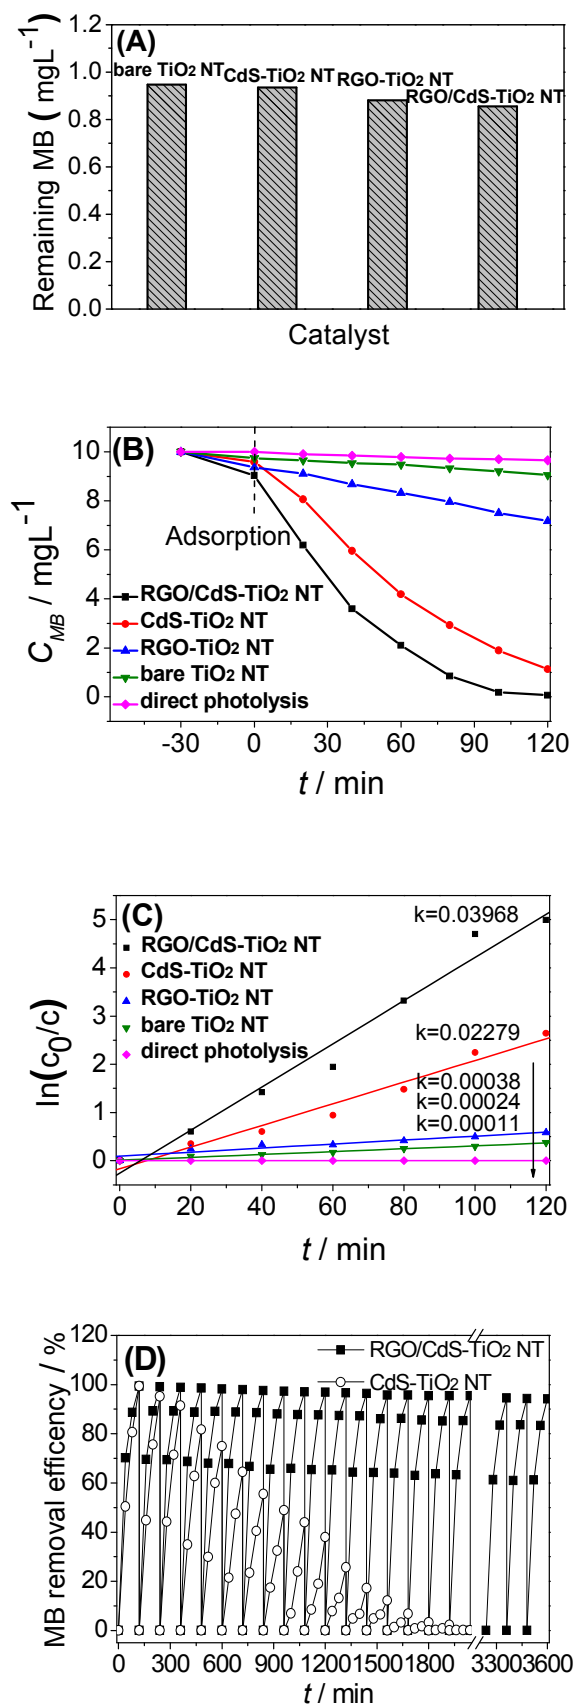 (A)
bare TiO2 NT
CdS-TiO2 NT
RGO-TiO2 NT
RGO/CdS-TiO2 NT
Remaining MB ( mgL-1)
1.2
1.0
0.8
0.6
0.4
0.2
0.0
Catalyst
(B)
10
8
6
4
2
0
CMB / mgL-1
Adsorption
RGO/CdS-TiO2 NT
CdS-TiO2 NT
RGO-TiO2 NT
bare TiO2 NT
direct photolysis
-30 0 30 60 90 120
t / min
(C)
5
4
3
2
1
0
ln(c0/c)
RGO/CdS-TiO2 NT
CdS-TiO2 NT
RGO-TiO2 NT
bare TiO2 NT
direct photolysis
k=0.03968
k=0.02279
k=0.00038
k=0.00024
k=0.00011
0 20 40 60 80 100 120
t / min
(D)
RGO/CdS-TiO2 NT
CdS-TiO2 NT
120
100
80
60
40
20
0
MB removal efficency / %
0 300 600 900 1200 1500 1800 3300 3600
t / min